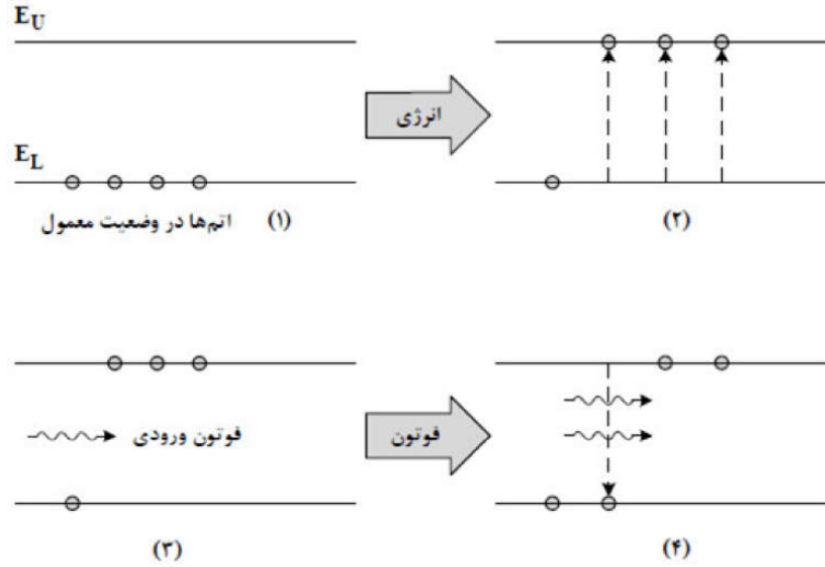 E_U
انرژی
E_L
اتم‌ها در وضعیت معمول (۱)
(۲)
فوتون ورودی
فوتون
(۳)
(۴)